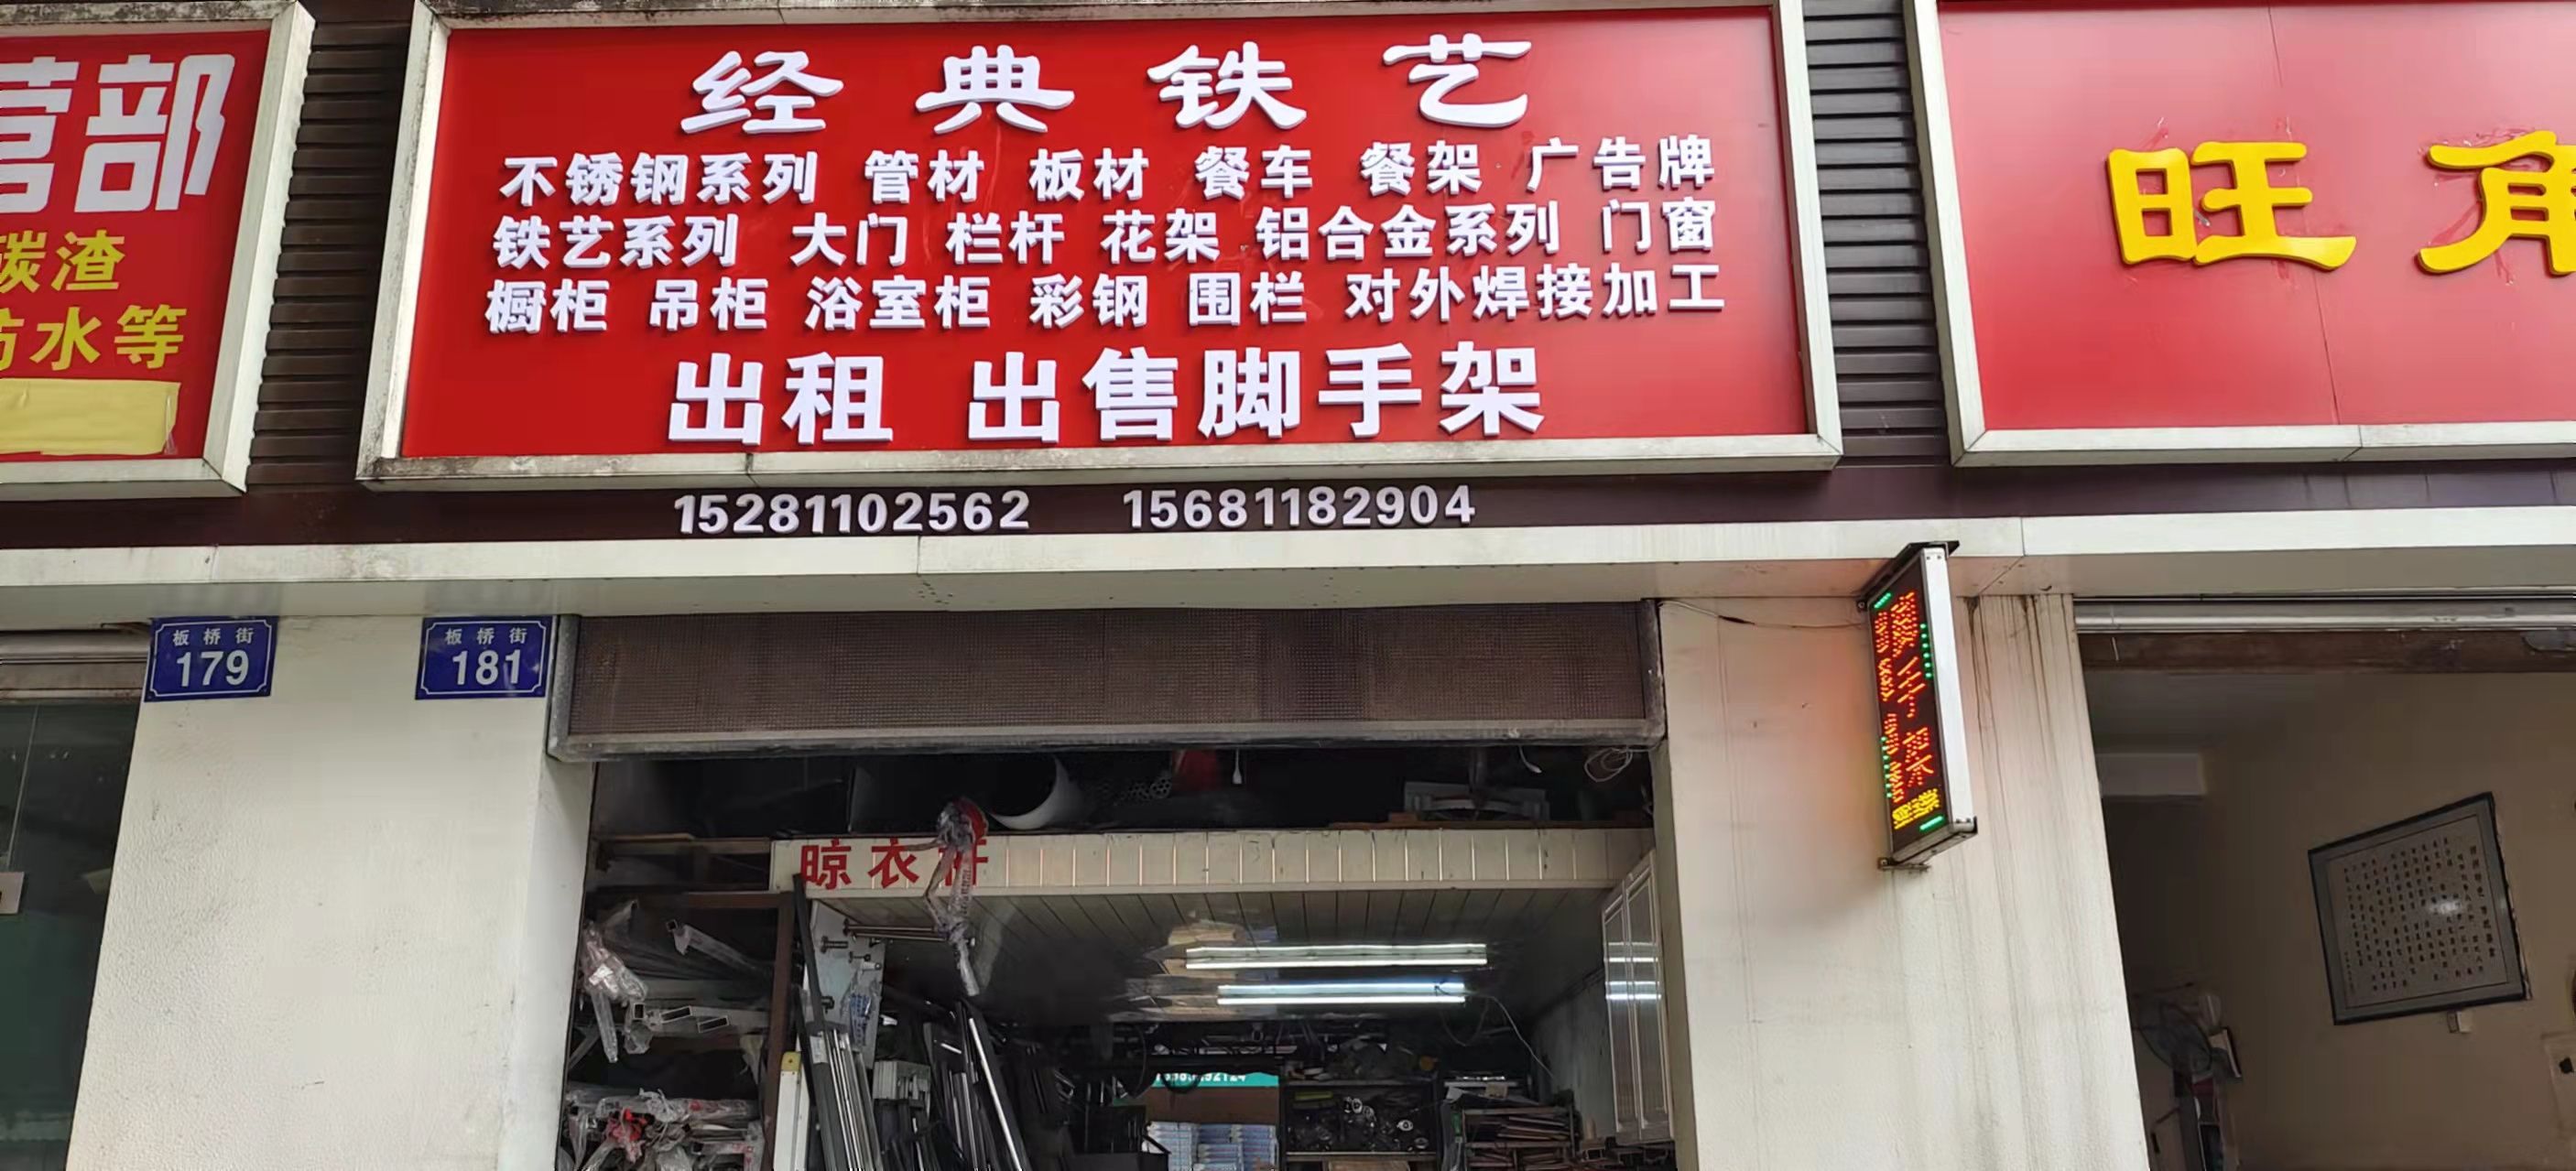 营部
碳渣
防水等
经典铁艺
不锈钢系列 管材 板材 餐车 餐架 广告牌
铁艺系列 大门 栏杆 花架 铝合金系列 门窗
橱柜 吊柜 浴室柜 彩钢 围栏 对外焊接加工
出租 出售脚手架
15281102562 15681182904
旺角
板桥街
179
板桥街
181
晾衣杆